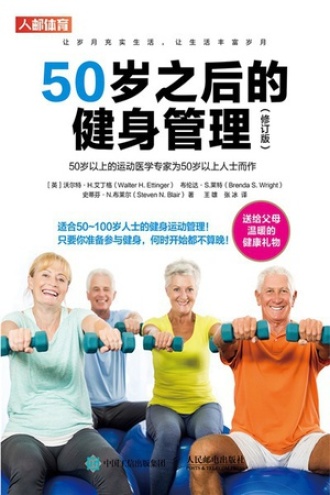 人邮体育
让岁月充实生活，让生活丰富岁月
50岁之后的
健身管理
（修订版）
50岁以上的运动医学专家为50岁以上人士而作
［英］沃尔特·H.艾丁格（Walter H. Ettinger） 布伦达·S.莱特（Brenda S. Wright）
史蒂芬·N.布莱尔（Steven N. Blair）著 王雄 张冰 译
适合50~100岁人士的健身运动管理！
只要你准备参与健身，何时开始都不算晚！
送给父母
温暖的
健康礼物
中国工信出版集团
人民邮电出版社